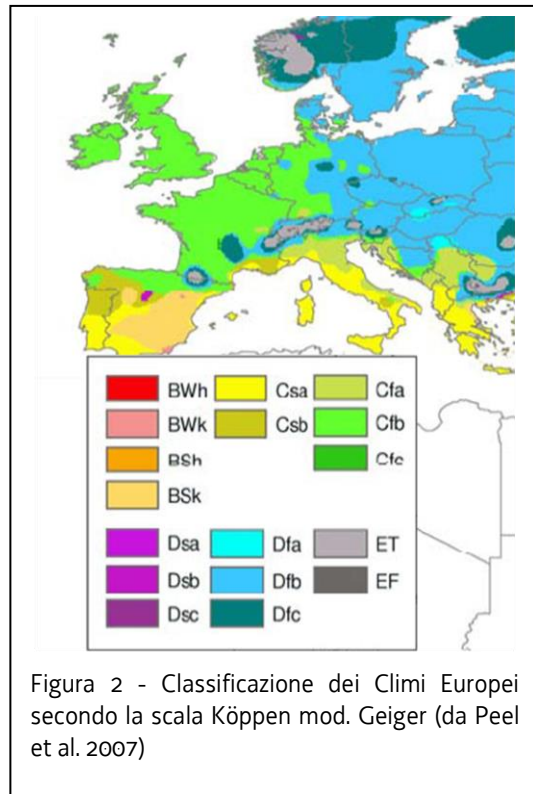 BWh Csa Cfa
BWk Csb Cfb
BSh Cfc
BSk
Dsa Dfa ET
Dsb Dfb EF
Dsc Dfc
Figura 2 - Classificazione dei Climi Europei
secondo la scala Köppen mod. Geiger (da Peel
et al. 2007)